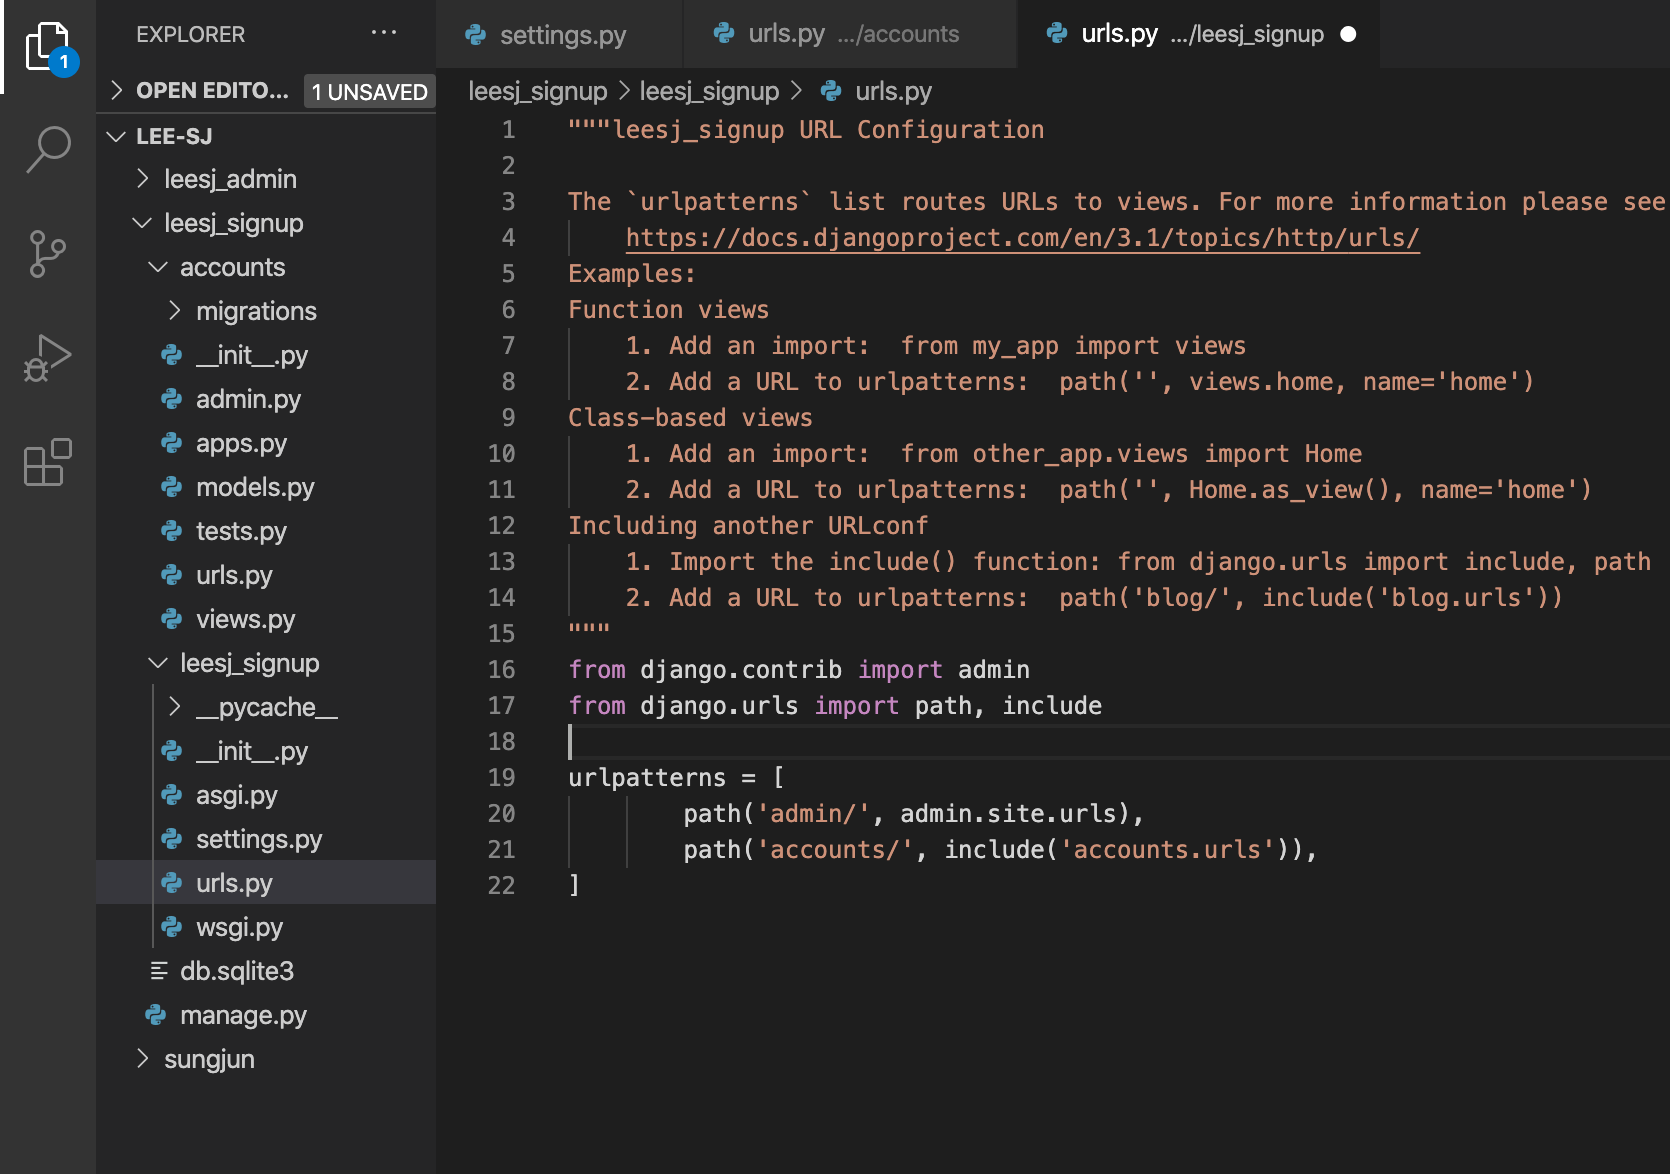 EXPLORER ...
OPEN EDITO... 1 UNSAVED
LEE-SJ
leesj_admin
leesj_signup
accounts
migrations
__init__.py
admin.py
apps.py
models.py
tests.py
urls.py
views.py
leesj_signup
__pycache__
__init__.py
asgi.py
settings.py
urls.py
wsgi.py
db.sqlite3
manage.py
sungjun
1
settings.py urls.py .../accounts urls.py .../leesj_signup
leesj_signup > leesj_signup > urls.py
1 """leesj_signup URL Configuration
2
3 The `urlpatterns` list routes URLs to views. For more information please see
4     https://docs.djangoproject.com/en/3.1/topics/http/urls/
5 Examples:
6 Function views
7     1. Add an import:  from my_app import views
8     2. Add a URL to urlpatterns:  path('', views.home, name='home')
9 Class-based views
10     1. Add an import:  from other_app.views import Home
11     2. Add a URL to urlpatterns:  path('', Home.as_view(), name='home')
12 Including another URLconf
13     1. Import the include() function: from django.urls import include, path
14     2. Add a URL to urlpatterns:  path('blog/', include('blog.urls'))
15 """
16 from django.contrib import admin
17 from django.urls import path, include
18
19 urlpatterns = [
20         path('admin/', admin.site.urls),
21         path('accounts/', include('accounts.urls')),
22 ]